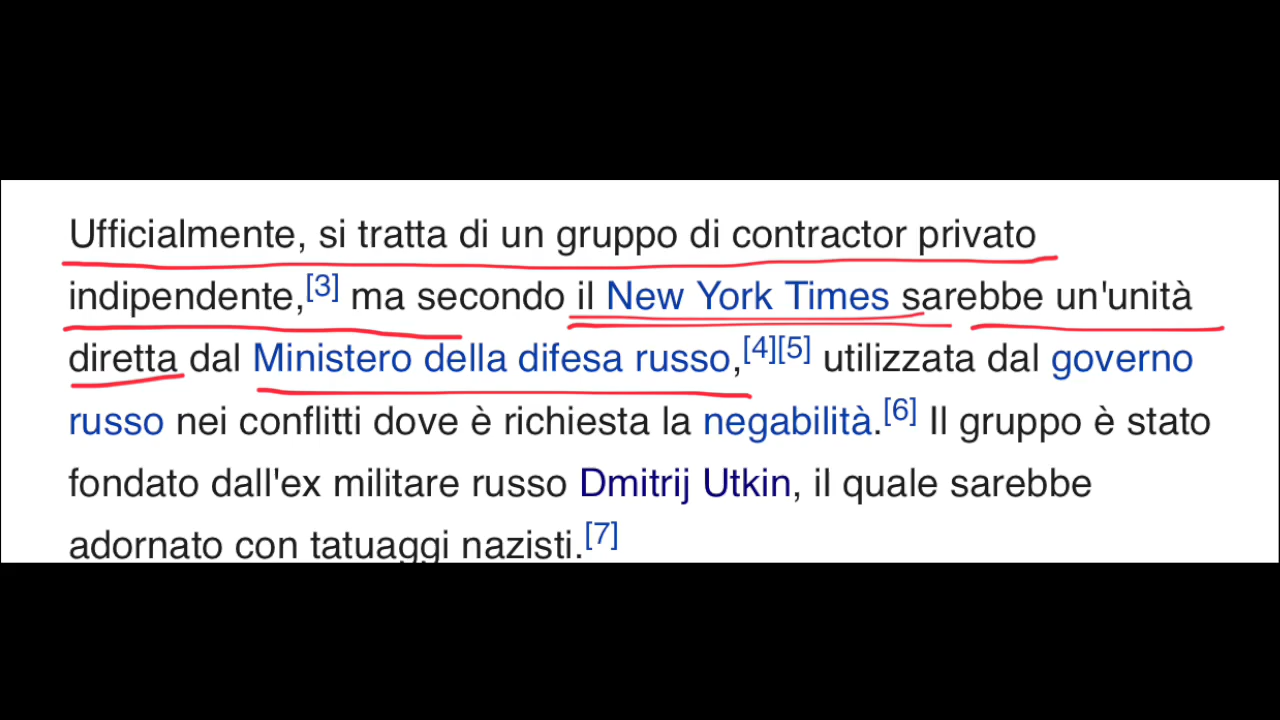 Ufficialmente, si tratta di un gruppo di contractor privato
indipendente,[3] ma secondo il New York Times sarebbe un'unità
diretta dal Ministero della difesa russo,[4][5] utilizzata dal governo
russo nei conflitti dove è richiesta la negabilità.[6] Il gruppo è stato
fondato dall'ex militare russo Dmitrij Utkin, il quale sarebbe
adornato con tatuaggi nazisti.[7]